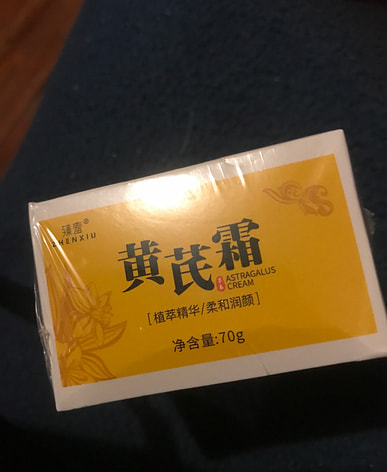 臻秀®
ZHENXIU
黄芪霜
ASTRAGALUS
CREAM
[植萃精华/柔和润颜]
净含量:70g